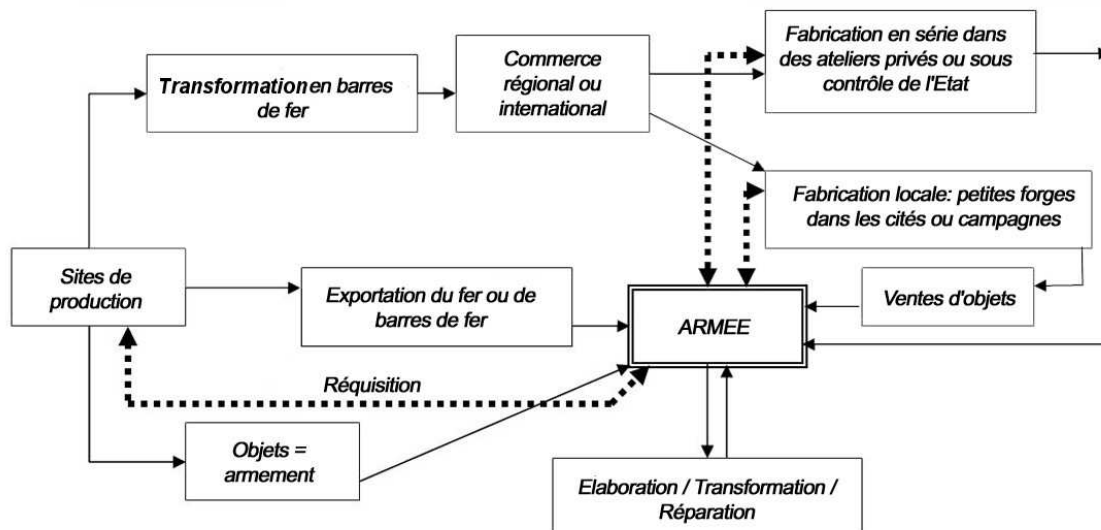 Fabrication en série dans
des ateliers privés ou sous
contrôle de l'Etat
Commerce
régional ou
international
Transformation en barres
de fer
Fabrication locale: petites forges
dans les cités ou campagnes
Sites de
production
Exportation du fer ou de
barres de fer
ARMEE
Ventes d'objets
Réquisition
Objets =
armement
Elaboration / Transformation /
Réparation